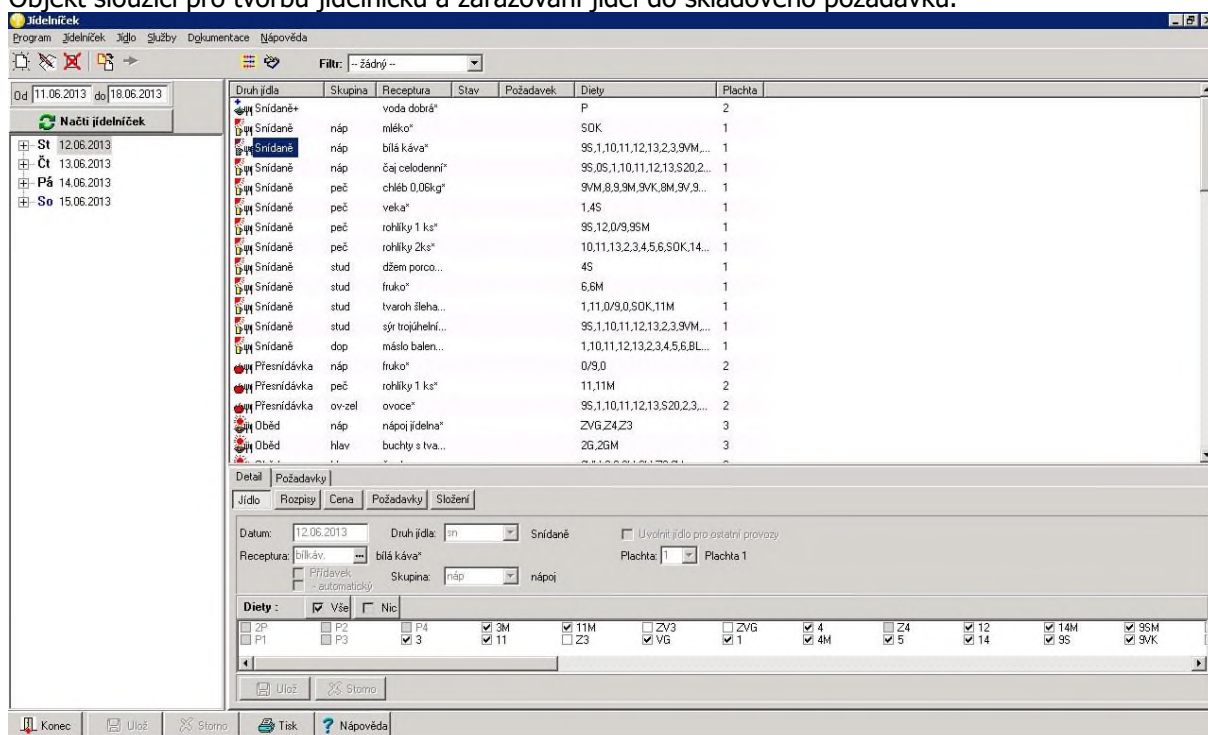 Objekt sloužící pro tvorbu jídelníčku a zařazování jídel do skladového požadavku.
Jídelníček
Program Jídelníček Jídlo Služby Dokumentace Nápověda
Filtr: -- žádný --
Od 11.06.2013 do 18.06.2013
Načti jídelníček
St 12.06.2013
Čt 13.06.2013
Pá 14.06.2013
So 15.06.2013
Druh jídla Skupina Receptura Stav Požadavek Diety Plachta
Snídaně+ voda dobrá* P 2
Snídaně náp mléko* SOK 1
Snídaně náp bílá káva* 9S,1,10,11,12,13,2,3,9VM,... 1
Snídaně náp čaj celodenní* 9S,0S,1,10,11,12,13,S20,2... 1
Snídaně peč chléb 0,06kg* 9VM,8,9,9M,9VK,8M,9V,9... 1
Snídaně peč veka* 1,4S 1
Snídaně peč rohlíky 1 ks* 9S,12,0/9,9SM 1
Snídaně peč rohlíky 2ks* 10,11,13,2,3,4,5,6,SOK,14... 1
Snídaně stud džem porco... 4S 1
Snídaně stud fruko* 6,6M 1
Snídaně stud tvaroh šleha... 1,11,0/9,0,SOK,11M 1
Snídaně stud sýr trojúhelní... 9S,1,10,11,12,13,2,3,9VM,... 1
Snídaně dop máslo balen... 1,10,11,12,13,2,3,4,5,6,BL... 1
Přesnídávka náp fruko* 0/9,0 2
Přesnídávka peč rohlíky 1 ks* 11,11M 2
Přesnídávka ov-zel ovoce* 9S,1,10,11,12,13,S20,2,3,... 2
Oběd náp nápoj jídelna* ZVG,Z4,Z3 3
Oběd hlav buchty s tva... 2G,2GM 3
Detail Požadavky
Jídlo Rozpisy Cena Požadavky Složení
Datum: 12.06.2013 Druh jídla: sn Snídaně Uvolnit jídlo pro ostatní provozy
Receptura: bílkáv. ... bílá káva* Plachta: 1 Plachta 1
Přídavek
- automatický Skupina: náp nápoj
Diety : Vše Nic
2P P2 P4 3M 11M ZV3 ZVG 4 Z4 12 14M 9SM
P1 P3 3 11 Z3 VG 1 4M 5 14 9S 9VK
Ulož Storno
Konec Ulož Storno Tisk Nápověda